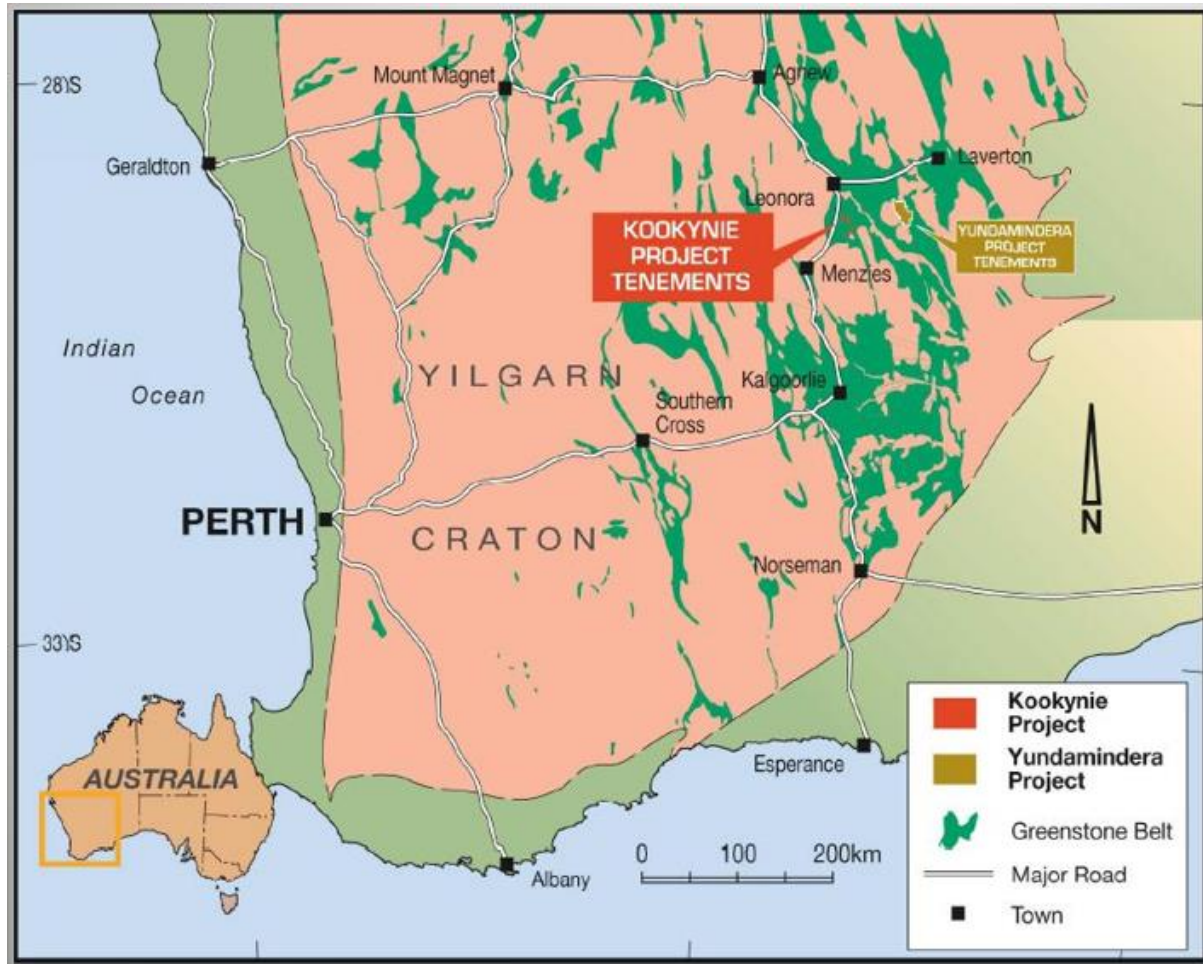 28)S
Mount Magnet
Agnew
Geraldton
Laverton
Leonora
KOOKYNIE
PROJECT
TENEMENTS
YUNDAMINDERA
PROJECT
TENEMENTS
Menzies
Indian
Ocean
YILGARN
Kalgoorlie
Southern
Cross
PERTH
CRATON
N
Norseman
33)S
AUSTRALIA
Esperance
Albany
0 100 200km
Kookynie
Project
Yundamindera
Project
Greenstone Belt
Major Road
Town